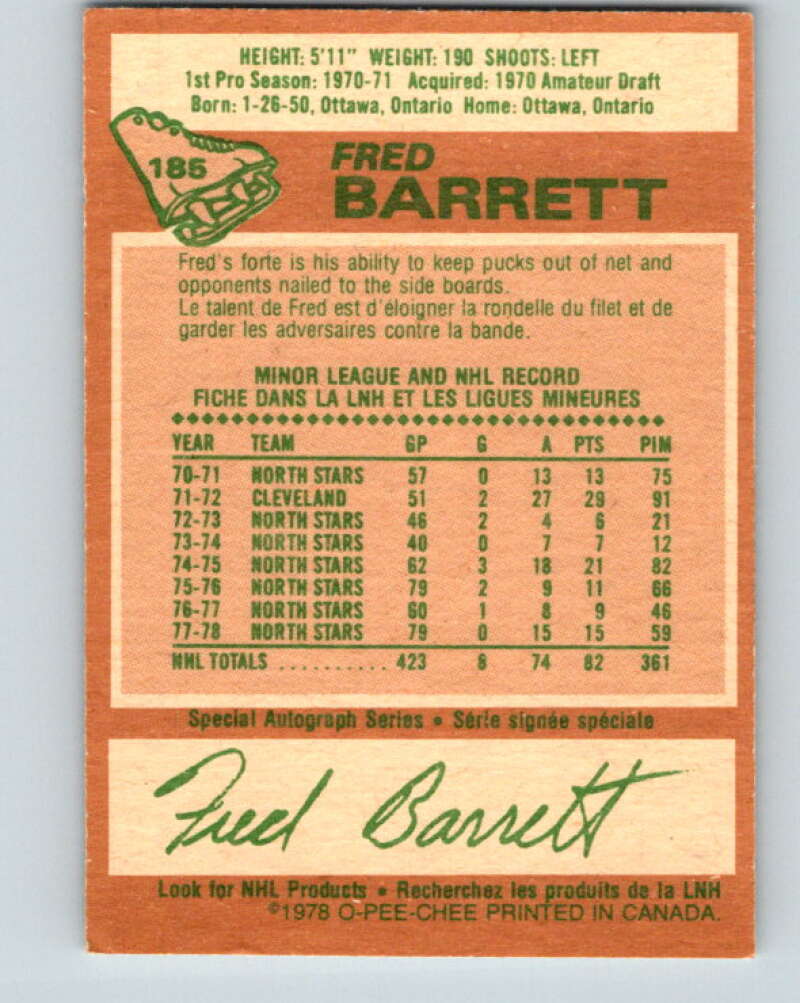 HEIGHT: 5'11" WEIGHT: 190 SHOOTS: LEFT
1st Pro Season: 1970-71 Acquired: 1970 Amateur Draft
Born: 1-26-50, Ottawa, Ontario Home: Ottawa, Ontario
185
FRED
BARRETT
Fred's forte is his ability to keep pucks out of net and
opponents nailed to the side boards.
Le talent de Fred est d'éloigner la rondelle du filet et de
garder les adversaires contre la bande.
MINOR LEAGUE AND NHL RECORD
FICHE DANS LA LNH ET LES LIGUES MINEURES
YEAR TEAM GP G A PTS PIM
70-71 NORTH STARS 57 0 13 13 75
71-72 CLEVELAND 51 2 27 29 91
72-73 NORTH STARS 46 2 4 6 21
73-74 NORTH STARS 40 0 7 7 12
74-75 NORTH STARS 62 3 18 21 82
75-76 NORTH STARS 79 2 9 11 66
76-77 NORTH STARS 60 1 8 9 46
77-78 NORTH STARS 79 0 15 15 59
NHL TOTALS .......... 423 8 74 82 361
Special Autograph Series • Série signée spéciale
Fred Barrett
Look for NHL Products • Recherchez les produits de la LNH
©1978 O-PEE-CHEE PRINTED IN CANADA.